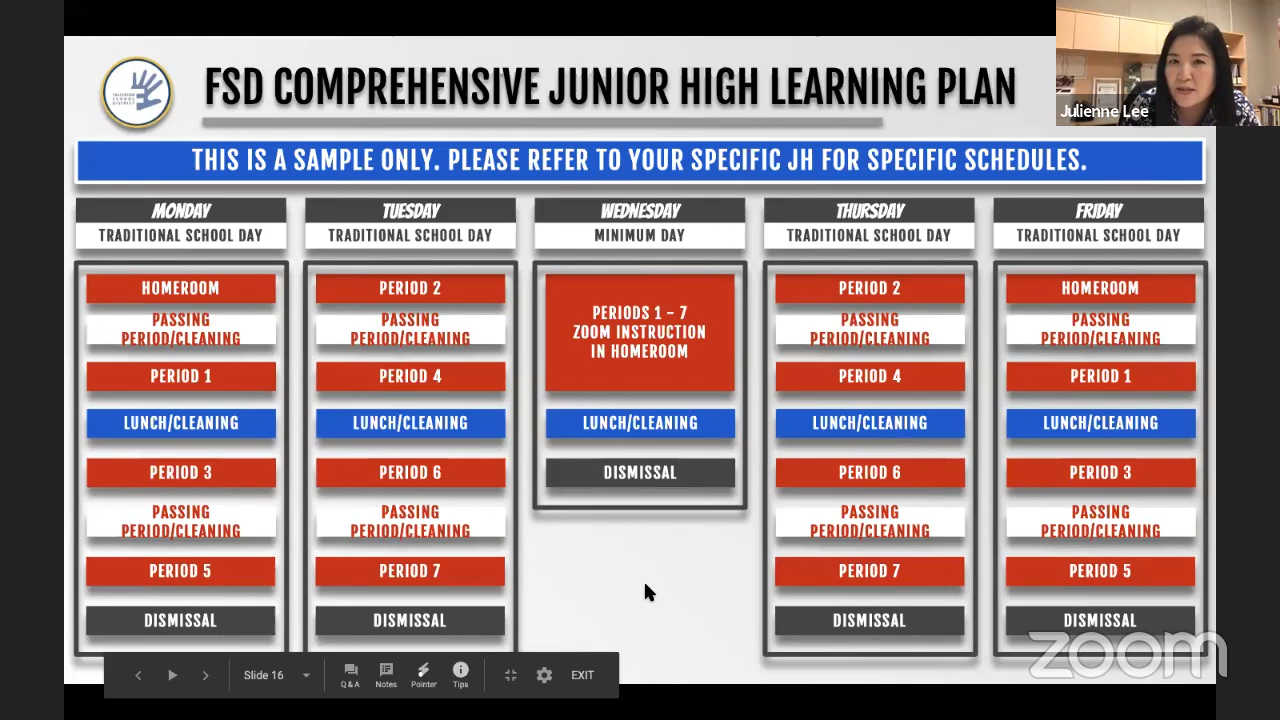 FSD COMPREHENSIVE JUNIOR HIGH LEARNING PLAN
Julienne Lee
THIS IS A SAMPLE ONLY. PLEASE REFER TO YOUR SPECIFIC JH FOR SPECIFIC SCHEDULES.
MONDAY
TRADITIONAL SCHOOL DAY
HOMEROOM
PASSING
PERIOD/CLEANING
PERIOD 1
LUNCH/CLEANING
PERIOD 3
PASSING
PERIOD/CLEANING
PERIOD 5
DISMISSAL
TUESDAY
TRADITIONAL SCHOOL DAY
PERIOD 2
PASSING
PERIOD/CLEANING
PERIOD 4
LUNCH/CLEANING
PERIOD 6
PASSING
PERIOD/CLEANING
PERIOD 7
DISMISSAL
WEDNESDAY
MINIMUM DAY
PERIODS 1 - 7
ZOOM INSTRUCTION
IN HOMEROOM
LUNCH/CLEANING
DISMISSAL
THURSDAY
TRADITIONAL SCHOOL DAY
PERIOD 2
PASSING
PERIOD/CLEANING
PERIOD 4
LUNCH/CLEANING
PERIOD 6
PASSING
PERIOD/CLEANING
PERIOD 7
DISMISSAL
FRIDAY
TRADITIONAL SCHOOL DAY
HOMEROOM
PASSING
PERIOD/CLEANING
PERIOD 1
LUNCH/CLEANING
PERIOD 3
PASSING
PERIOD/CLEANING
PERIOD 5
DISMISSAL
Slide 16
Q & A
Notes
Pointer
Tips
EXIT
zoom